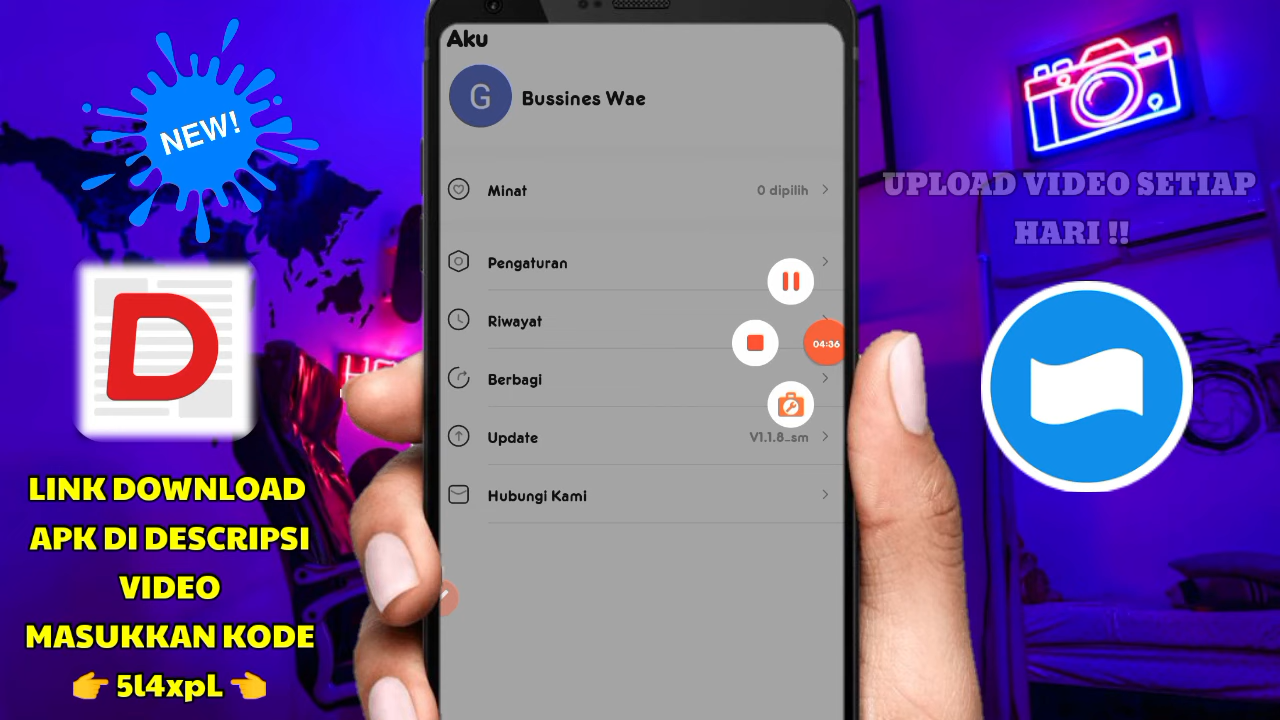 NEW!
D
LINK DOWNLOAD
APK DI DESCRIPSI
VIDEO
MASUKKAN KODE
👉 5l4xpL 👈
Aku
G
Bussines Wae
Minat 0 dipilih
Pengaturan
Riwayat
04:36
Berbagi
Update V1.1.8_sm
Hubungi Kami
UPLOAD VIDEO SETIAP
HARI !!